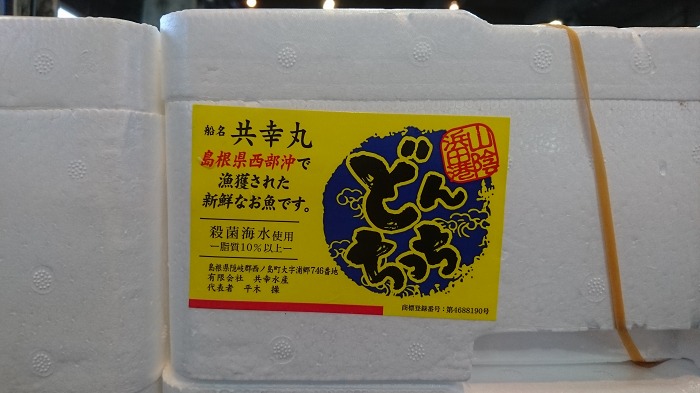 船名 共幸丸
島根県西部沖で
漁獲された
新鮮なお魚です。
殺菌海水使用
―脂質10%以上―
島根県隠岐群西ノ島町大字浦郷746番地
有限会社 共幸水産
代表者 平木 操
山陰
浜田港
どん
ちっち
商標登録番号:第4688190号